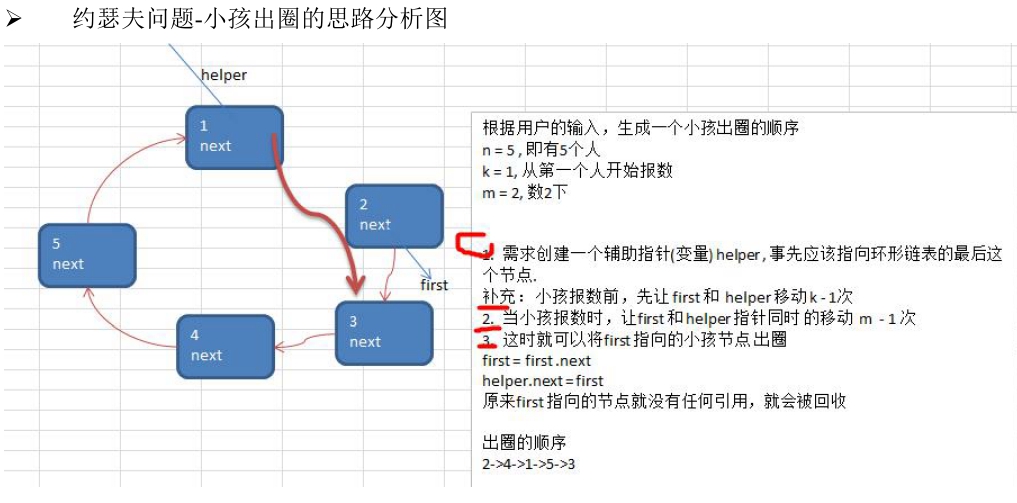 ➤ 约瑟夫问题-小孩出圈的思路分析图
helper
1
next
2
next
first
3
next
4
next
5
next
根据用户的输入，生成一个小孩出圈的顺序
n = 5 , 即有5个人
k = 1, 从第一个人开始报数
m = 2, 数2下
1. 需求创建一个辅助指针(变量) helper , 事先应该指向环形链表的最后这
个节点.
补充：小孩报数前，先让 first 和 helper 移动 k - 1次
2. 当小孩报数时，让first 和 helper 指针同时 的移动 m - 1 次
3. 这时就可以将first 指向的小孩节点 出圈
first = first .next
helper.next = first
原来first 指向的节点就没有任何引用，就会被回收
出圈的顺序
2->4->1->5->3